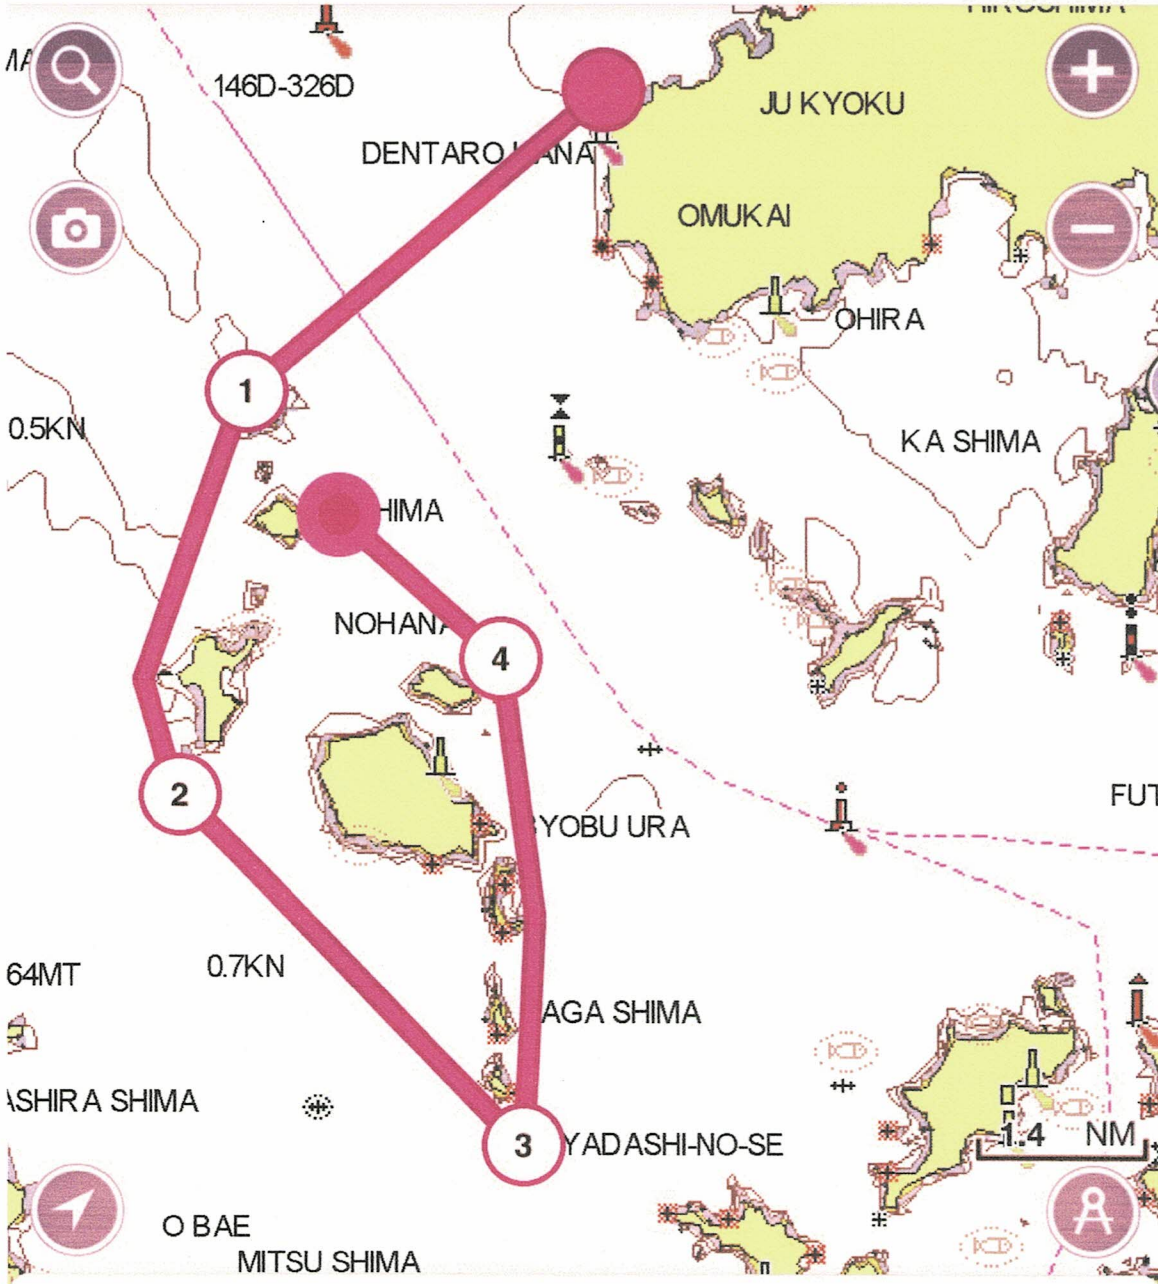 146D-326D
JU KYOKU
DENTARO
OMUKAI
OHIRA
1
0.5KN
KA SHIMA
HIMA
NOHANA
4
2
FUT
YOBU URA
0.7KN
64MT
AGA SHIMA
ASHIRA SHIMA
1.4 NM
3
YADASHI-NO-SE
O BAE
MITSU SHIMA